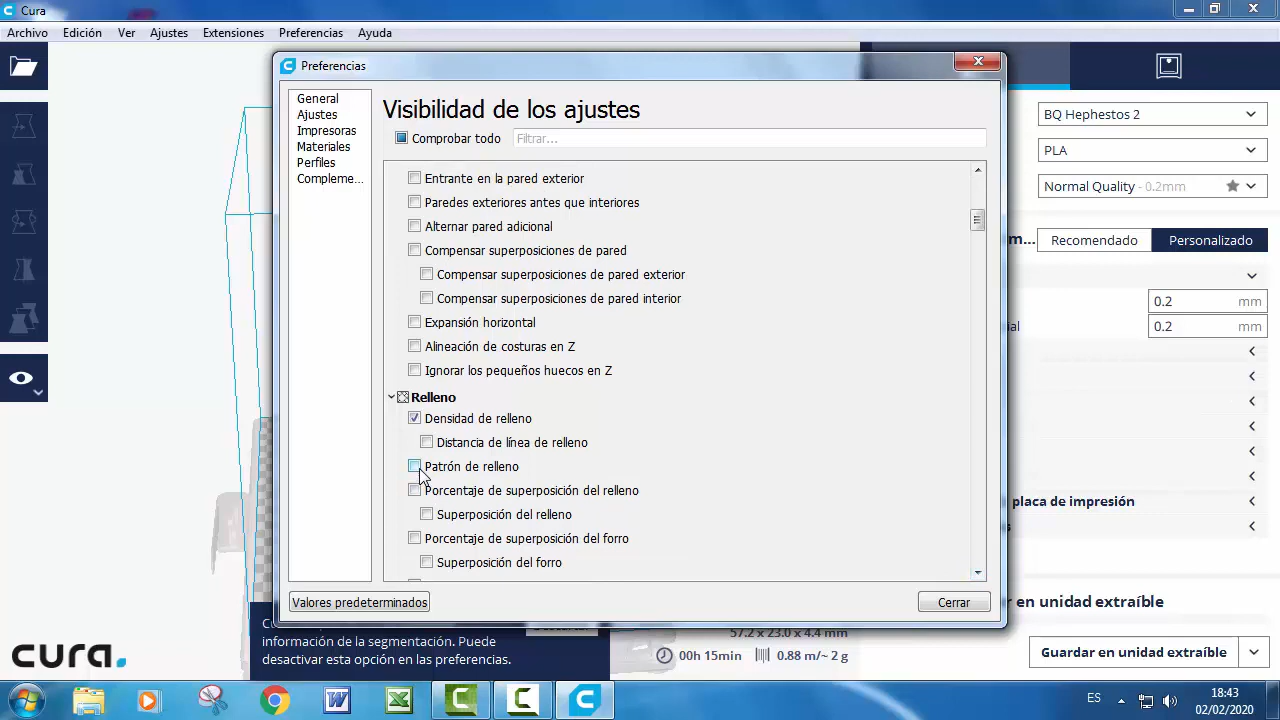 Cura
Archivo Edición Ver Ajustes Extensiones Preferencias Ayuda
Preferencias
General
Ajustes
Impresoras
Materiales
Perfiles
Compleme...
Visibilidad de los ajustes
Comprobar todo Filtrar...
Entrante en la pared exterior
Paredes exteriores antes que interiores
Alternar pared adicional
Compensar superposiciones de pared
Compensar superposiciones de pared exterior
Compensar superposiciones de pared interior
Expansión horizontal
Alineación de costuras en Z
Ignorar los pequeños huecos en Z
Relleno
Densidad de relleno
Distancia de línea de relleno
Patrón de relleno
Porcentaje de superposición del relleno
Superposición del relleno
Porcentaje de superposición del forro
Superposición del forro
Valores predeterminados Cerrar
BQ Hephestos 2
PLA
Normal Quality - 0.2mm
m... Recomendado Personalizado
0.2 mm
ial 0.2 mm
placa de impresión
s
r en unidad extraíble
57.2 x 23.0 x 4.4 mm
00h 15min 0.88 m/~ 2 g
Guardar en unidad extraíble
información de la segmentación. Puede
desactivar esta opción en las preferencias.
cura.
ES
18:43
02/02/2020